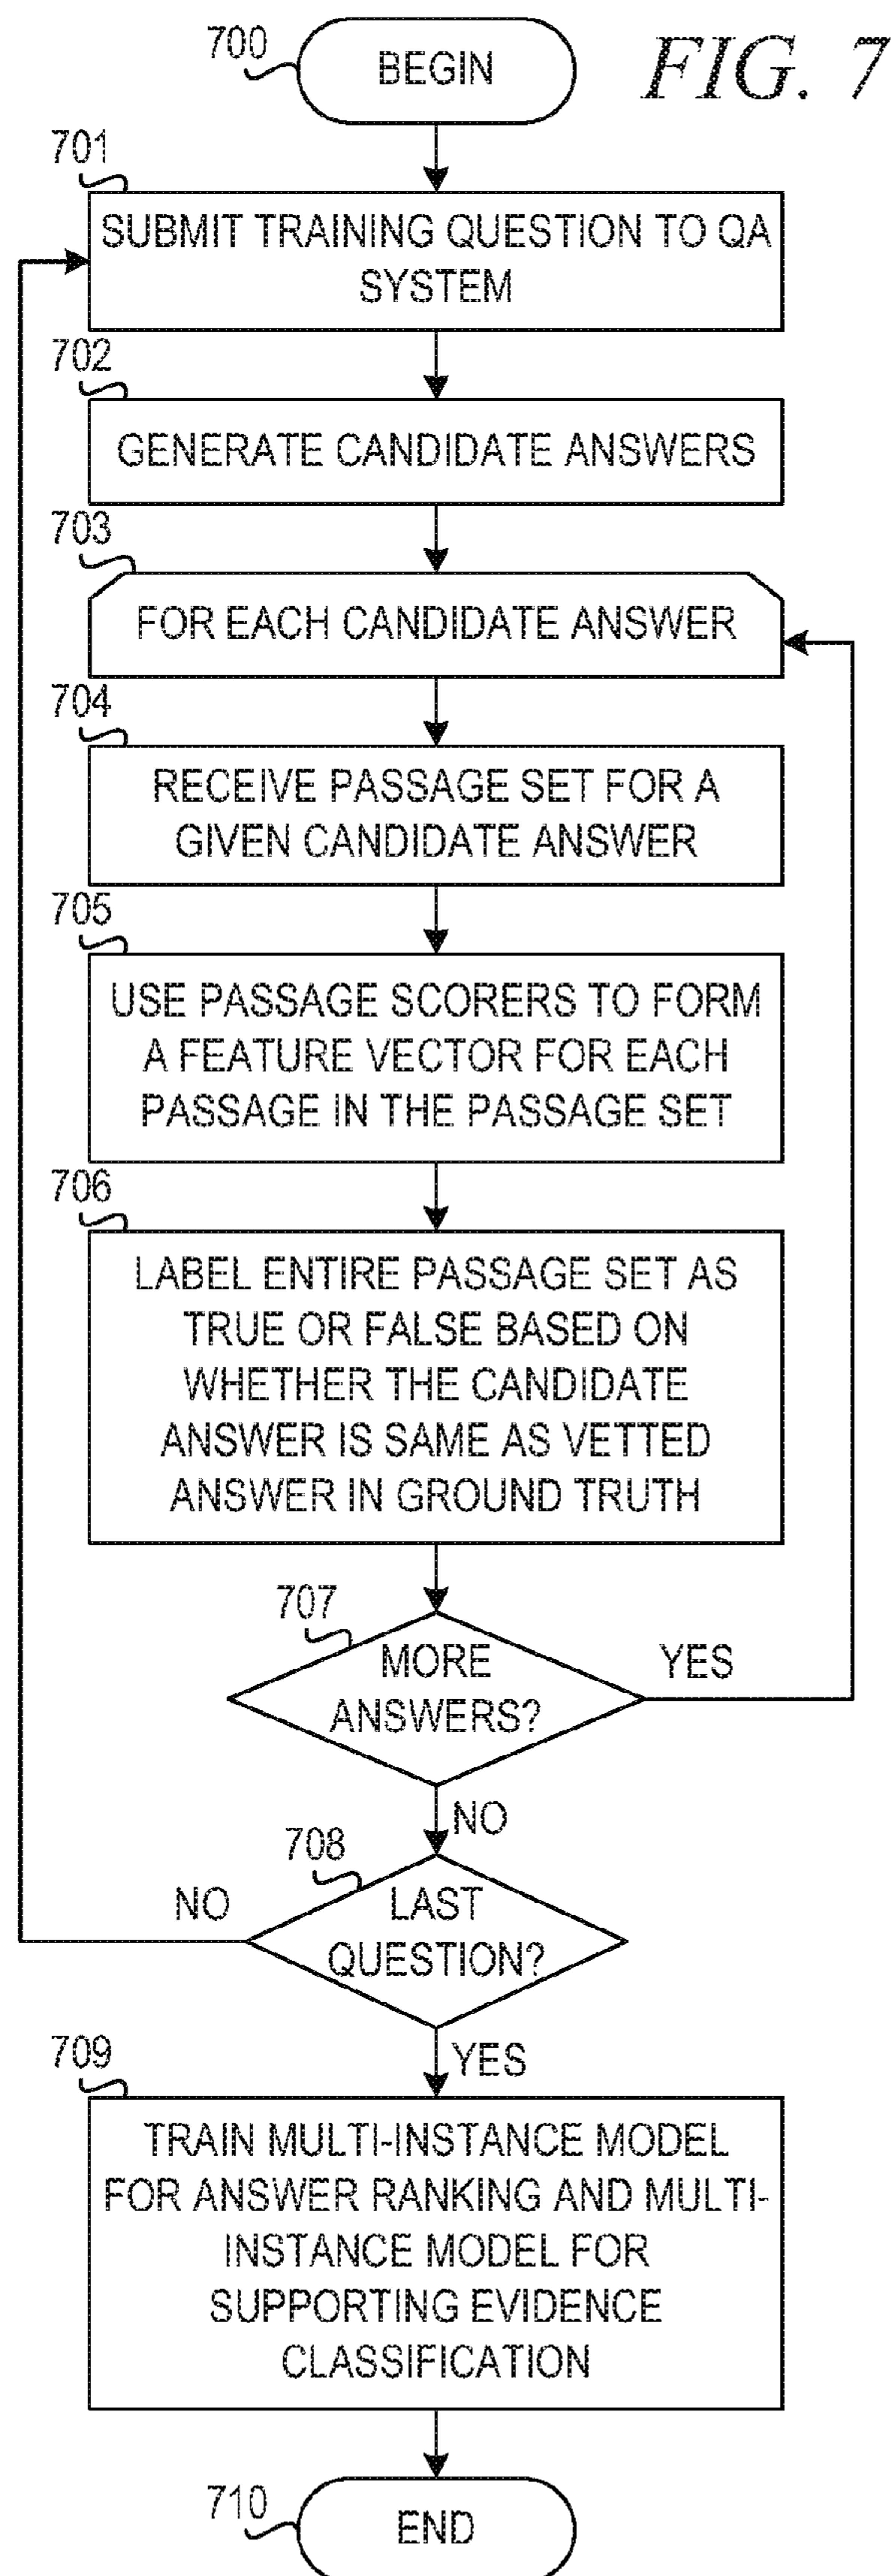 700
BEGIN
FIG. 7
701
SUBMIT TRAINING QUESTION TO QA
SYSTEM
702
GENERATE CANDIDATE ANSWERS
703
FOR EACH CANDIDATE ANSWER
704
RECEIVE PASSAGE SET FOR A
GIVEN CANDIDATE ANSWER
705
USE PASSAGE SCORERS TO FORM
A FEATURE VECTOR FOR EACH
PASSAGE IN THE PASSAGE SET
706
LABEL ENTIRE PASSAGE SET AS
TRUE OR FALSE BASED ON
WHETHER THE CANDIDATE
ANSWER IS SAME AS VETTED
ANSWER IN GROUND TRUTH
707
MORE
ANSWERS?
YES
NO
708
LAST
QUESTION?
NO
YES
709
TRAIN MULTI-INSTANCE MODEL
FOR ANSWER RANKING AND MULTI-
INSTANCE MODEL FOR
SUPPORTING EVIDENCE
CLASSIFICATION
710
END